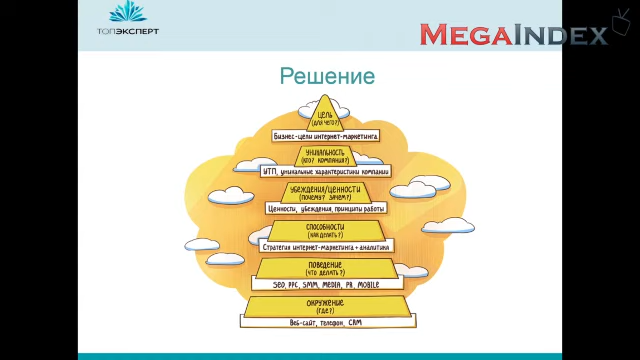 ТОПЭКСПЕРТ
MEGAINDEX
Решение
ЦЕЛЬ
(ДЛЯ ЧЕГО?)
Бизнес-цели интернет-маркетинга
УНИКАЛЬНОСТЬ
(КТО? КОМПАНИЯ?)
УТП, уникальные характеристики компании
УБЕЖДЕНИЯ/ЦЕННОСТИ
(ПОЧЕМУ? ЗАЧЕМ?)
Ценности, убеждения, принципы работы
СПОСОБНОСТИ
(КАК ДЕЛАТЬ?)
Стратегия интернет-маркетинга + аналитика
ПОВЕДЕНИЕ
(ЧТО ДЕЛАТЬ?)
SEO, PPC, SMM, MEDIA, PR, MOBILE
ОКРУЖЕНИЕ
(ГДЕ?)
Веб-сайт, телефон, CRM